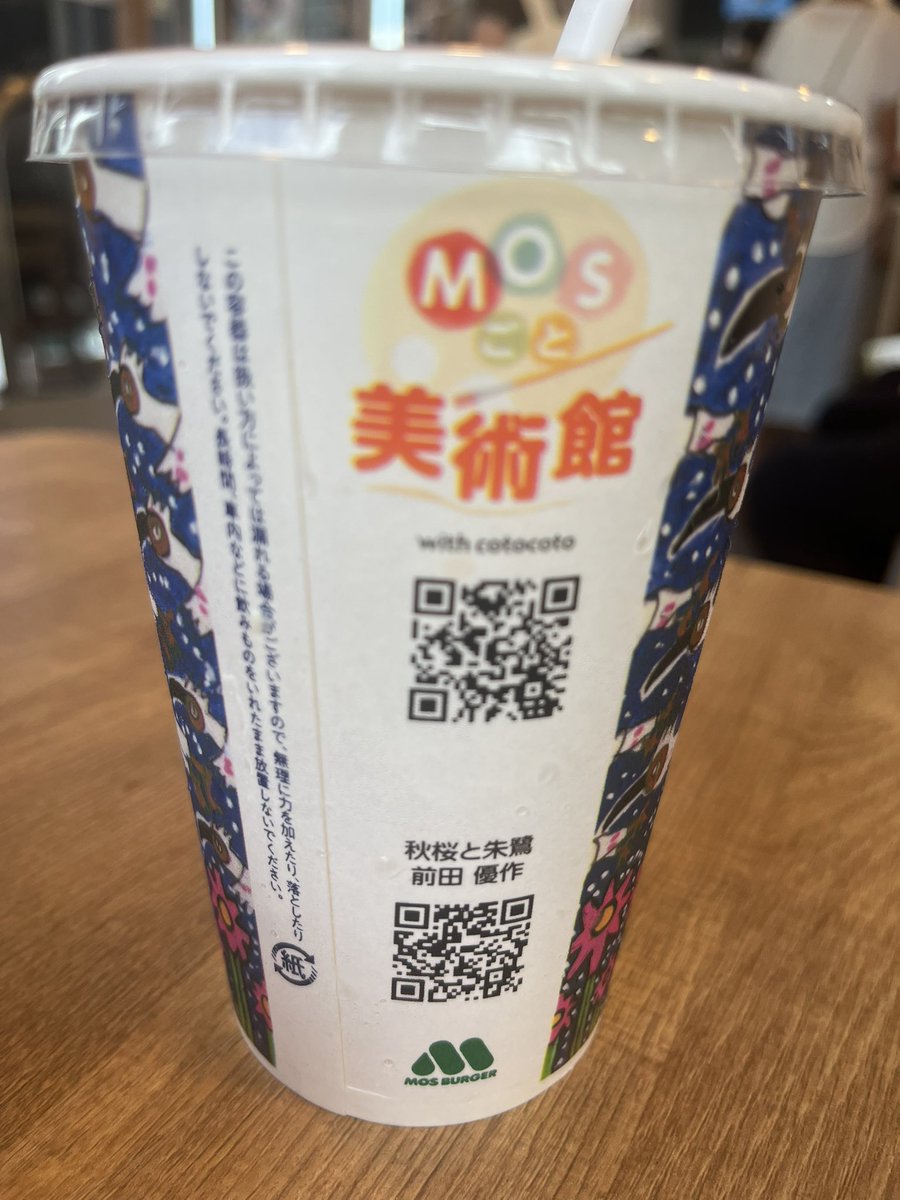 MOS
ごと
美術館
with cotocoto
この容器は扱い方によっては漏れる場合がございますので、無理に力を加えたり、落としたり
しないでください。長時間、車内などに飲みものをいれたまま放置しないでください。
紙
秋桜と朱鷺
前田 優作
MOS BURGER